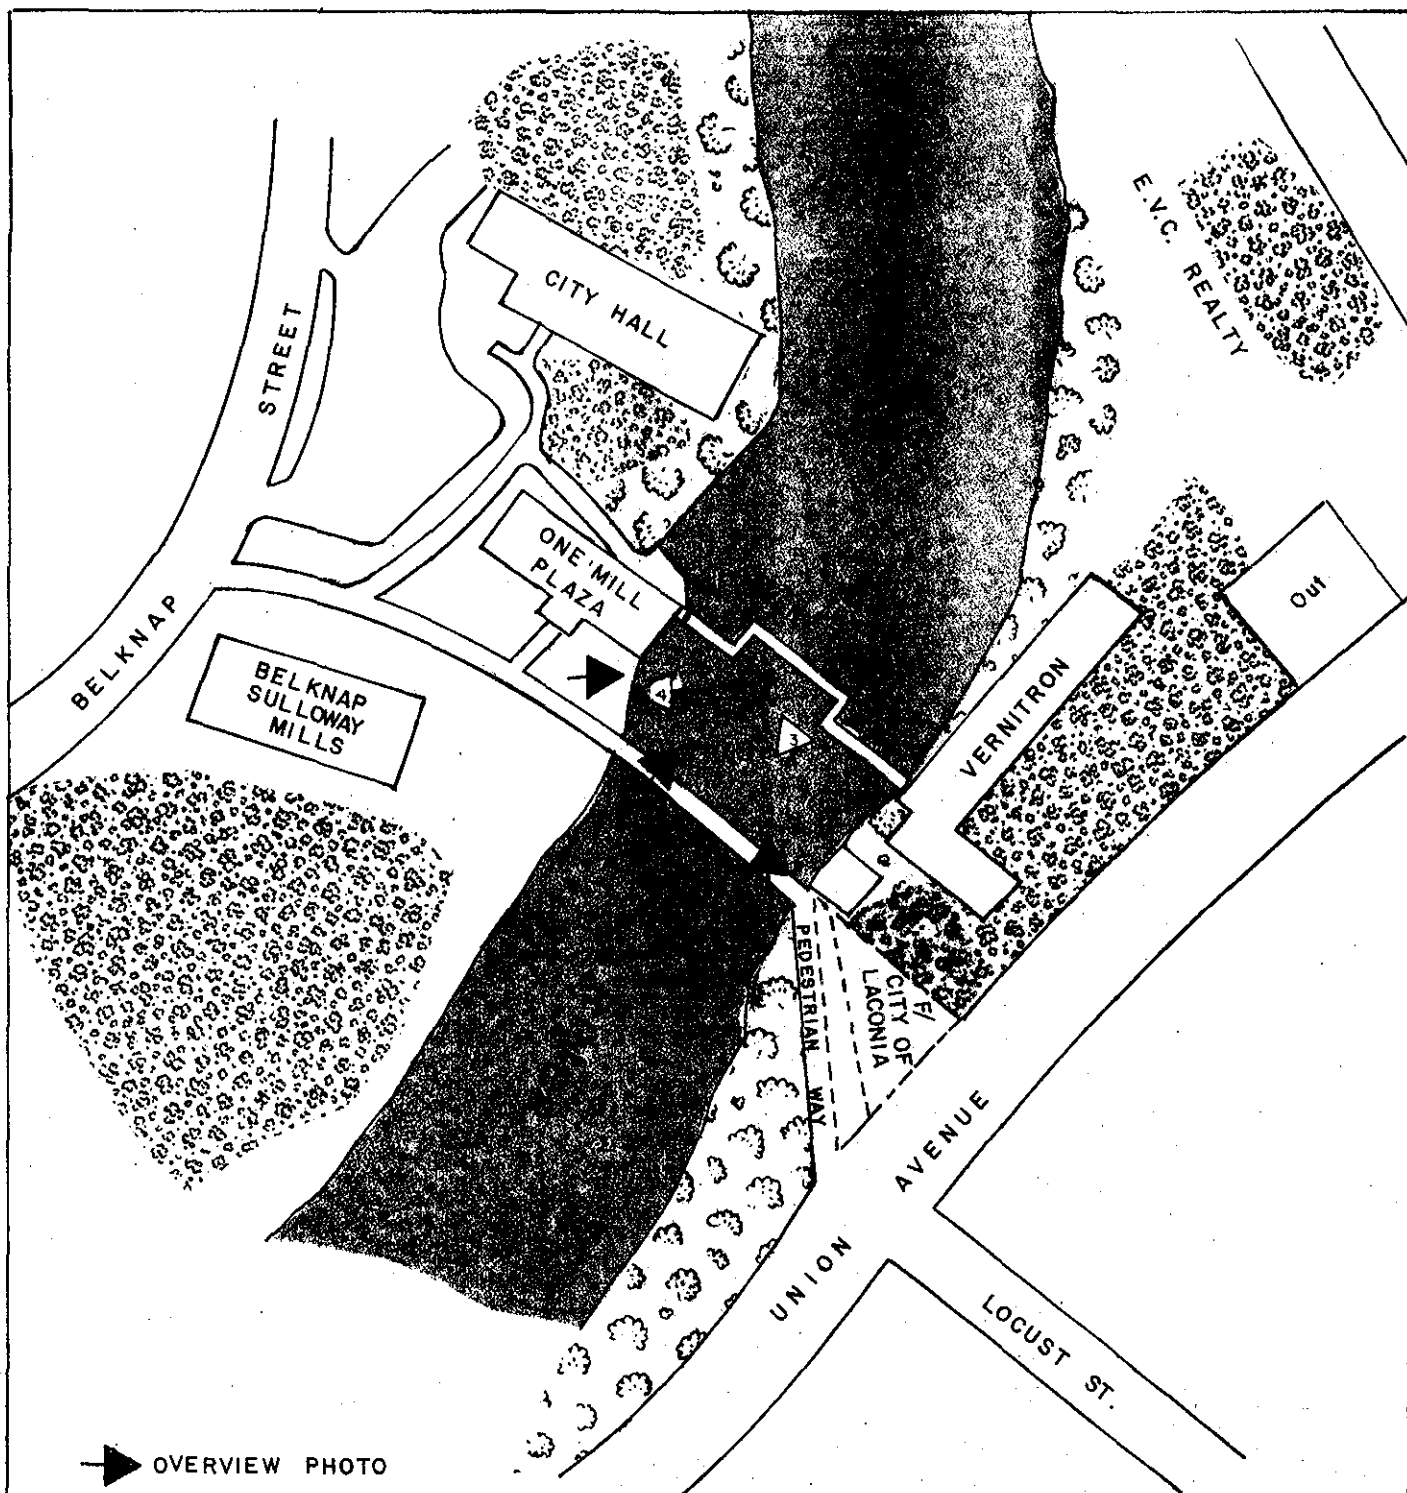 CITY HALL
E.V.C. REALTY
STREET
BELKNAP
ONE MILL
PLAZA
Out
BELKNAP
SULLOWAY
MILLS
4
3
VERNITRON
PEDESTRIAN WAY
F/
CITY OF
LACONIA
UNION AVENUE
LOCUST ST.
OVERVIEW PHOTO